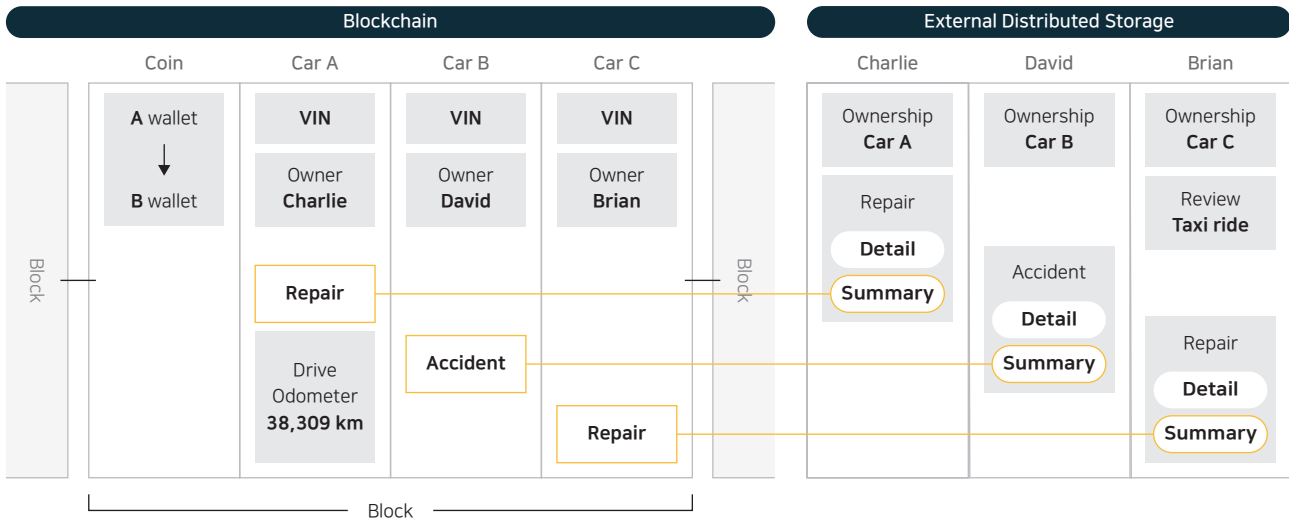 Blockchain
External Distributed Storage
Coin
Car A
Car B
Car C
Charlie
David
Brian
Block
A wallet
B wallet
VIN
Owner
Charlie
Repair
Drive
Odometer
38,309 km
VIN
Owner
David
Accident
VIN
Owner
Brian
Repair
Block
Block
Ownership
Car A
Repair
Detail
Summary
Ownership
Car B
Accident
Detail
Summary
Ownership
Car C
Review
Taxi ride
Repair
Detail
Summary